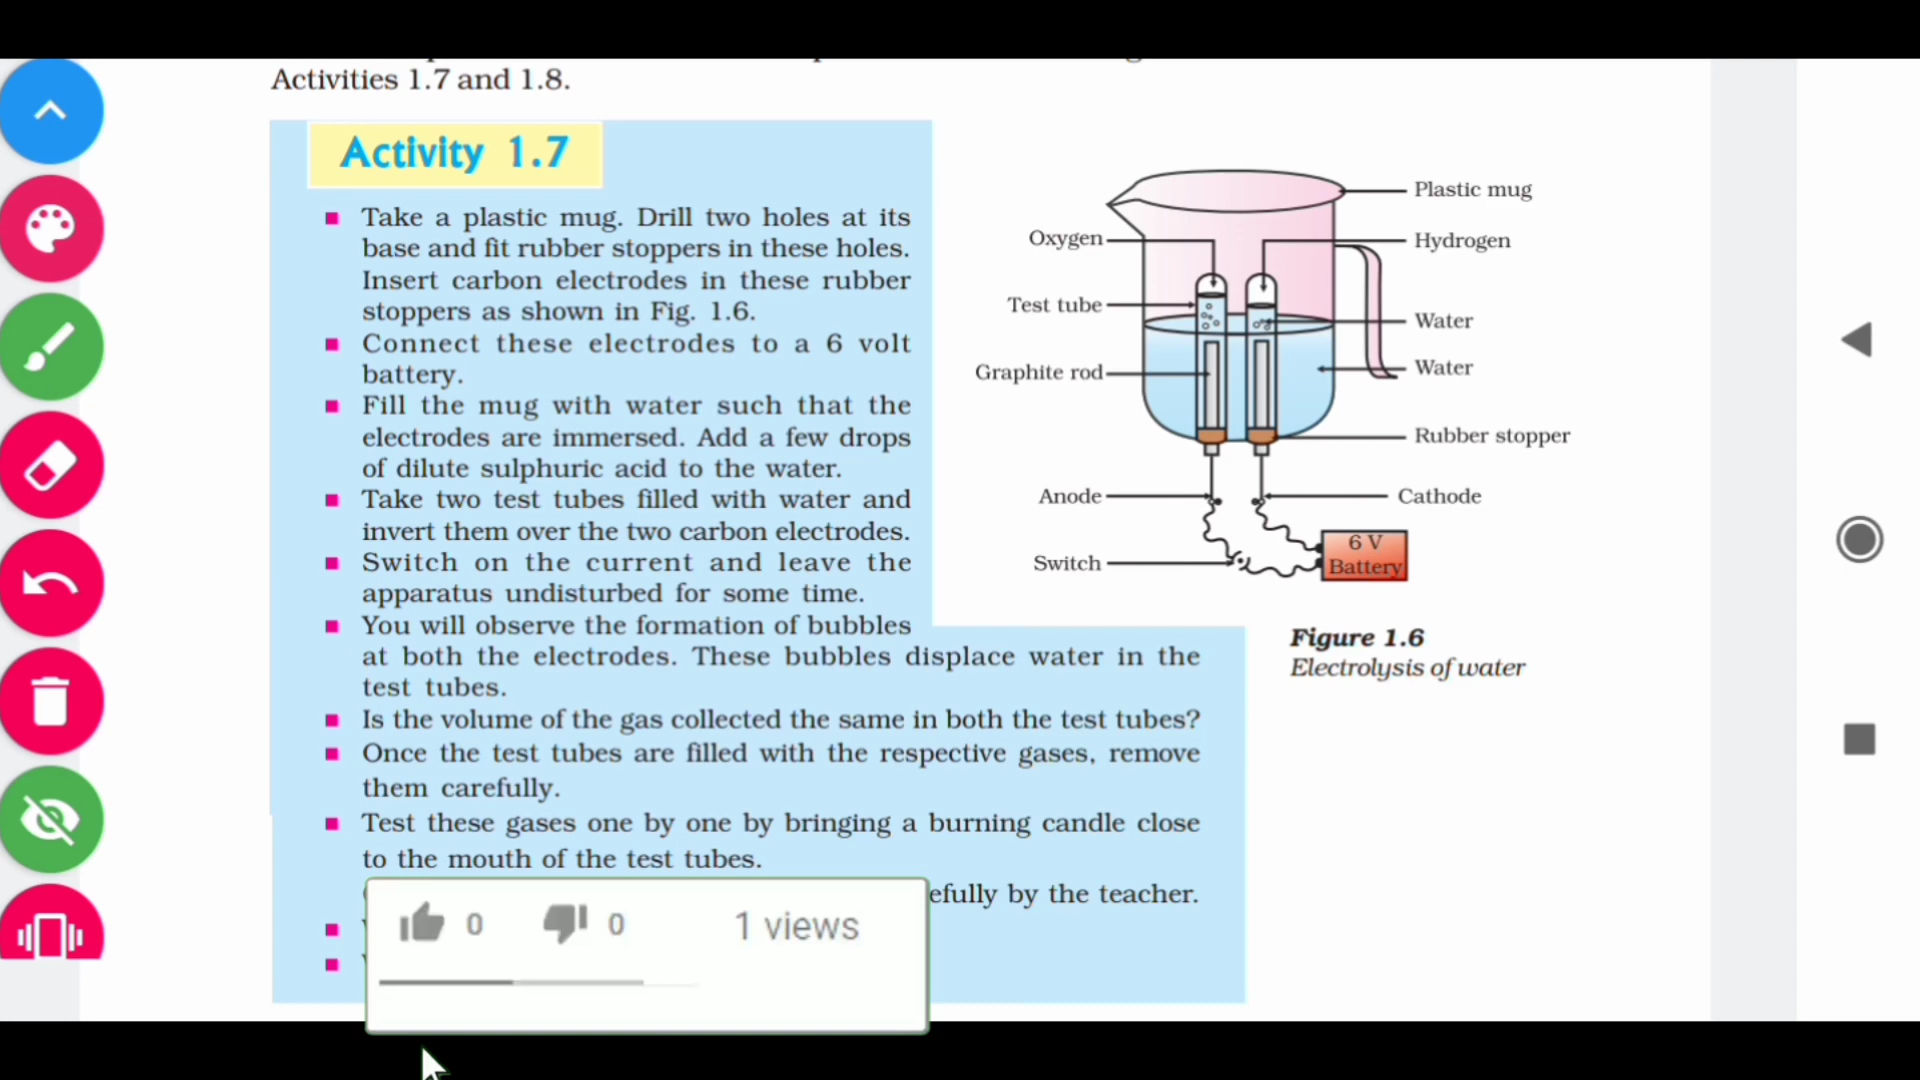 Activities 1.7 and 1.8.
Activity 1.7
Take a plastic mug. Drill two holes at its
base and fit rubber stoppers in these holes.
Insert carbon electrodes in these rubber
stoppers as shown in Fig. 1.6.
Connect these electrodes to a 6 volt
battery.
Fill the mug with water such that the
electrodes are immersed. Add a few drops
of dilute sulphuric acid to the water.
Take two test tubes filled with water and
invert them over the two carbon electrodes.
Switch on the current and leave the
apparatus undisturbed for some time.
You will observe the formation of bubbles
at both the electrodes. These bubbles displace water in the
test tubes.
Is the volume of the gas collected the same in both the test tubes?
Once the test tubes are filled with the respective gases, remove
them carefully.
Test these gases one by one by bringing a burning candle close
to the mouth of the test tubes.
efully by the teacher.
0 0 1 views
Plastic mug
Oxygen
Hydrogen
Test tube
Water
Graphite rod
Water
Rubber stopper
Anode
Cathode
Switch
6 V
Battery
Figure 1.6
Electrolysis of water